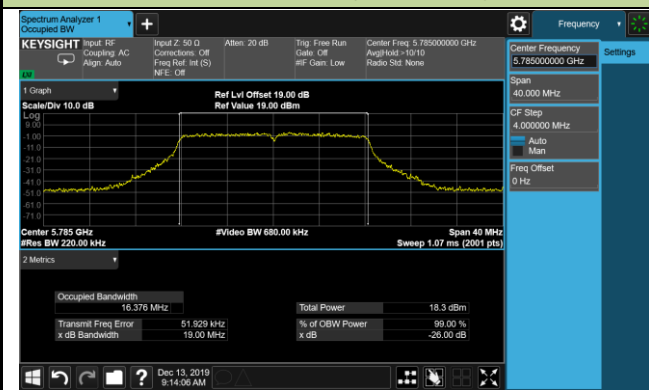 Spectrum Analyzer 1
Occupied BW
Frequency
KEYSIGHT
Input: RF
Coupling: AC
Align: Auto
Input Z: 50 Ω
Corrections: Off
Freq Ref: Int (S)
NFE: Off
Atten: 20 dB
Trig: Free Run
Gate: Off
#IF Gain: Low
Center Freq: 5.785000000 GHz
Avg|Hold:>10/10
Radio Std: None
Center Frequency
5.785000000 GHz
Settings
Span
40.000 MHz
CF Step
4.000000 MHz
Auto
Man
Freq Offset
0 Hz
1 Graph
Scale/Div 10.0 dB
Ref Lvl Offset 19.00 dB
Ref Value 19.00 dBm
Log
9.00
-1.00
-11.0
-21.0
-31.0
-41.0
-51.0
-61.0
-71.0
Center 5.785 GHz
#Video BW 680.00 kHz
Span 40 MHz
#Res BW 220.00 kHz
Sweep 1.07 ms (2001 pts)
2 Metrics
Occupied Bandwidth
16.376 MHz
Total Power 18.3 dBm
Transmit Freq Error 51.929 kHz
% of OBW Power 99.00 %
x dB Bandwidth 19.00 MHz
x dB -26.00 dB
Dec 13, 2019
9:14:06 AM